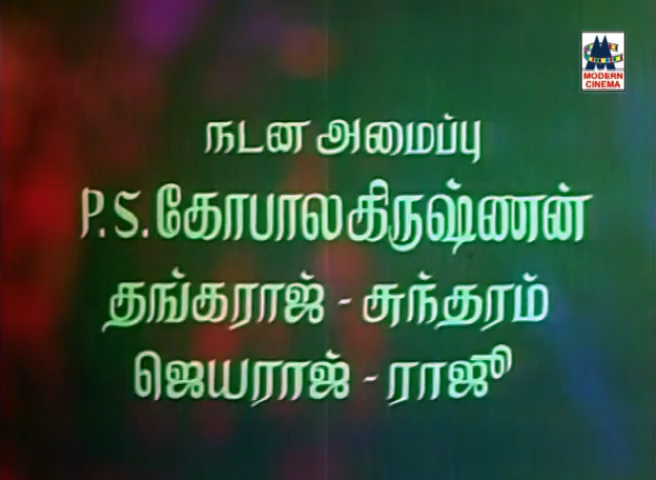 MODERN
CINEMA
நடன அமைப்பு
P.S.கோபாலகிருஷ்ணன்
தங்கராஜ் - சுந்தரம்
ஜெயராஜ் - ராஜூ